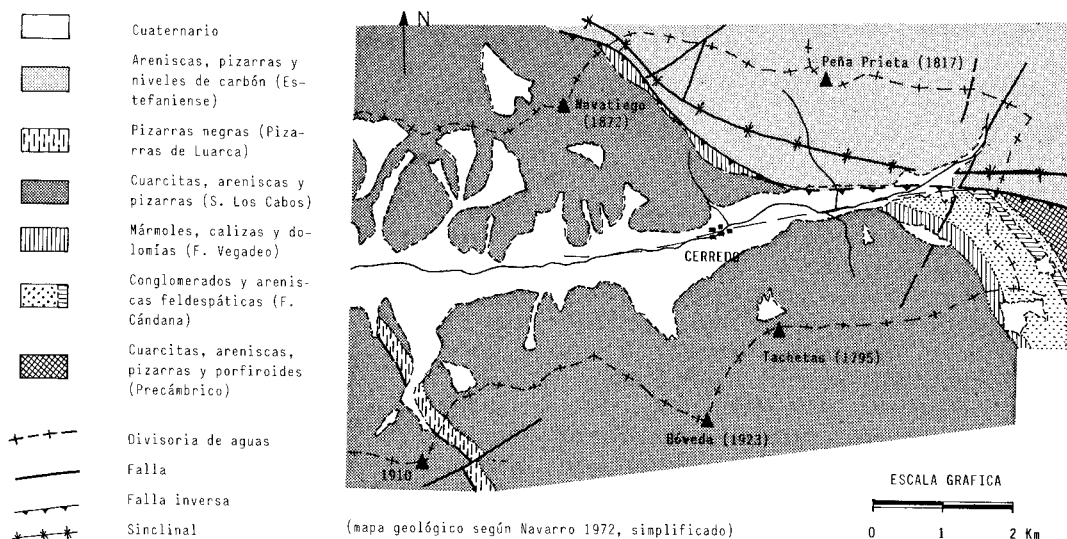 Cuaternario
Areniscas, pizarras y
niveles de carbón (Es-
tefaniense)
Pizarras negras (Piza-
rras de Luarca)
Cuarcitas, areniscas y
pizarras (S. Los Cabos)
Mármoles, calizas y do-
lomías (F. Vegadeo)
Conglomerados y arenis-
cas feldespáticas (F.
Cándana)
Cuarcitas, areniscas,
pizarras y porfiroides
(Precámbrico)
Divisoria de aguas
Falla
Falla inversa
Sinclinal
N
Peña Prieta (1817)
Navatiego
(1872)
CERREDO
Tachetas (1795)
Bóveda (1923)
1910
(mapa geológico según Navarro 1972, simplificado)
ESCALA GRAFICA
0 1 2 Km